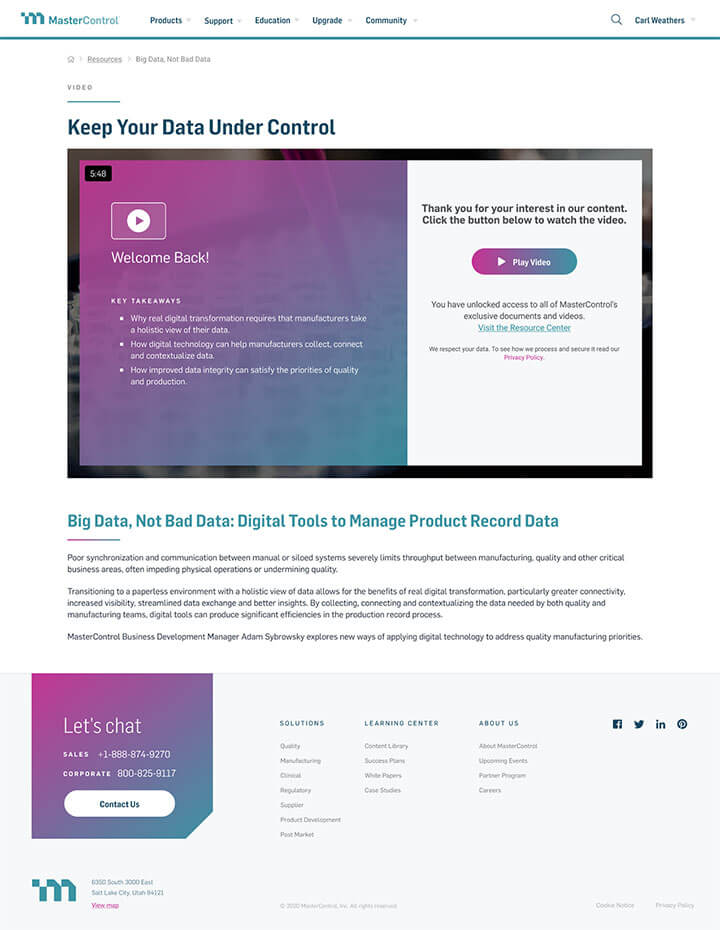 MasterControl
Products Support Education Upgrade Community
Carl Weathers
Resources Big Data, Not Bad Data
VIDEO
Keep Your Data Under Control
5:48
Welcome Back!
KEY TAKEAWAYS
Why real digital transformation requires that manufacturers take
a holistic view of their data.
How digital technology can help manufacturers collect, connect
and contextualize data.
How improved data integrity can satisfy the priorities of quality
and production.
Thank you for your interest in our content.
Click the button below to watch the video.
Play Video
You have unlocked access to all of MasterControl's
exclusive documents and videos.
Visit the Resource Center
We respect your data. To see how we process and secure it read our
Privacy Policy.
Big Data, Not Bad Data: Digital Tools to Manage Product Record Data
Poor synchronization and communication between manual or siloed systems severely limits throughput between manufacturing, quality and other critical
business areas, often impeding physical operations or undermining quality.
Transitioning to a paperless environment with a holistic view of data allows for the benefits of real digital transformation, particularly greater connectivity,
increased visibility, streamlined data exchange and better insights. By collecting, connecting and contextualizing the data needed by both quality and
manufacturing teams, digital tools can produce significant efficiencies in the production record process.
MasterControl Business Development Manager Adam Sybrowsky explores new ways of applying digital technology to address quality manufacturing priorities.
Let's chat
SALES +1-888-874-9270
CORPORATE 800-825-9117
Contact Us
SOLUTIONS
Quality
Manufacturing
Clinical
Regulatory
Supplier
Product Development
Post Market
LEARNING CENTER
Content Library
Success Plans
White Papers
Case Studies
ABOUT US
About MasterControl
Upcoming Events
Partner Program
Careers
6350 South 3000 East
Salt Lake City, Utah 84121
View map
© 2020 MasterControl, Inc. All rights reserved.
Cookie Notice Privacy Policy